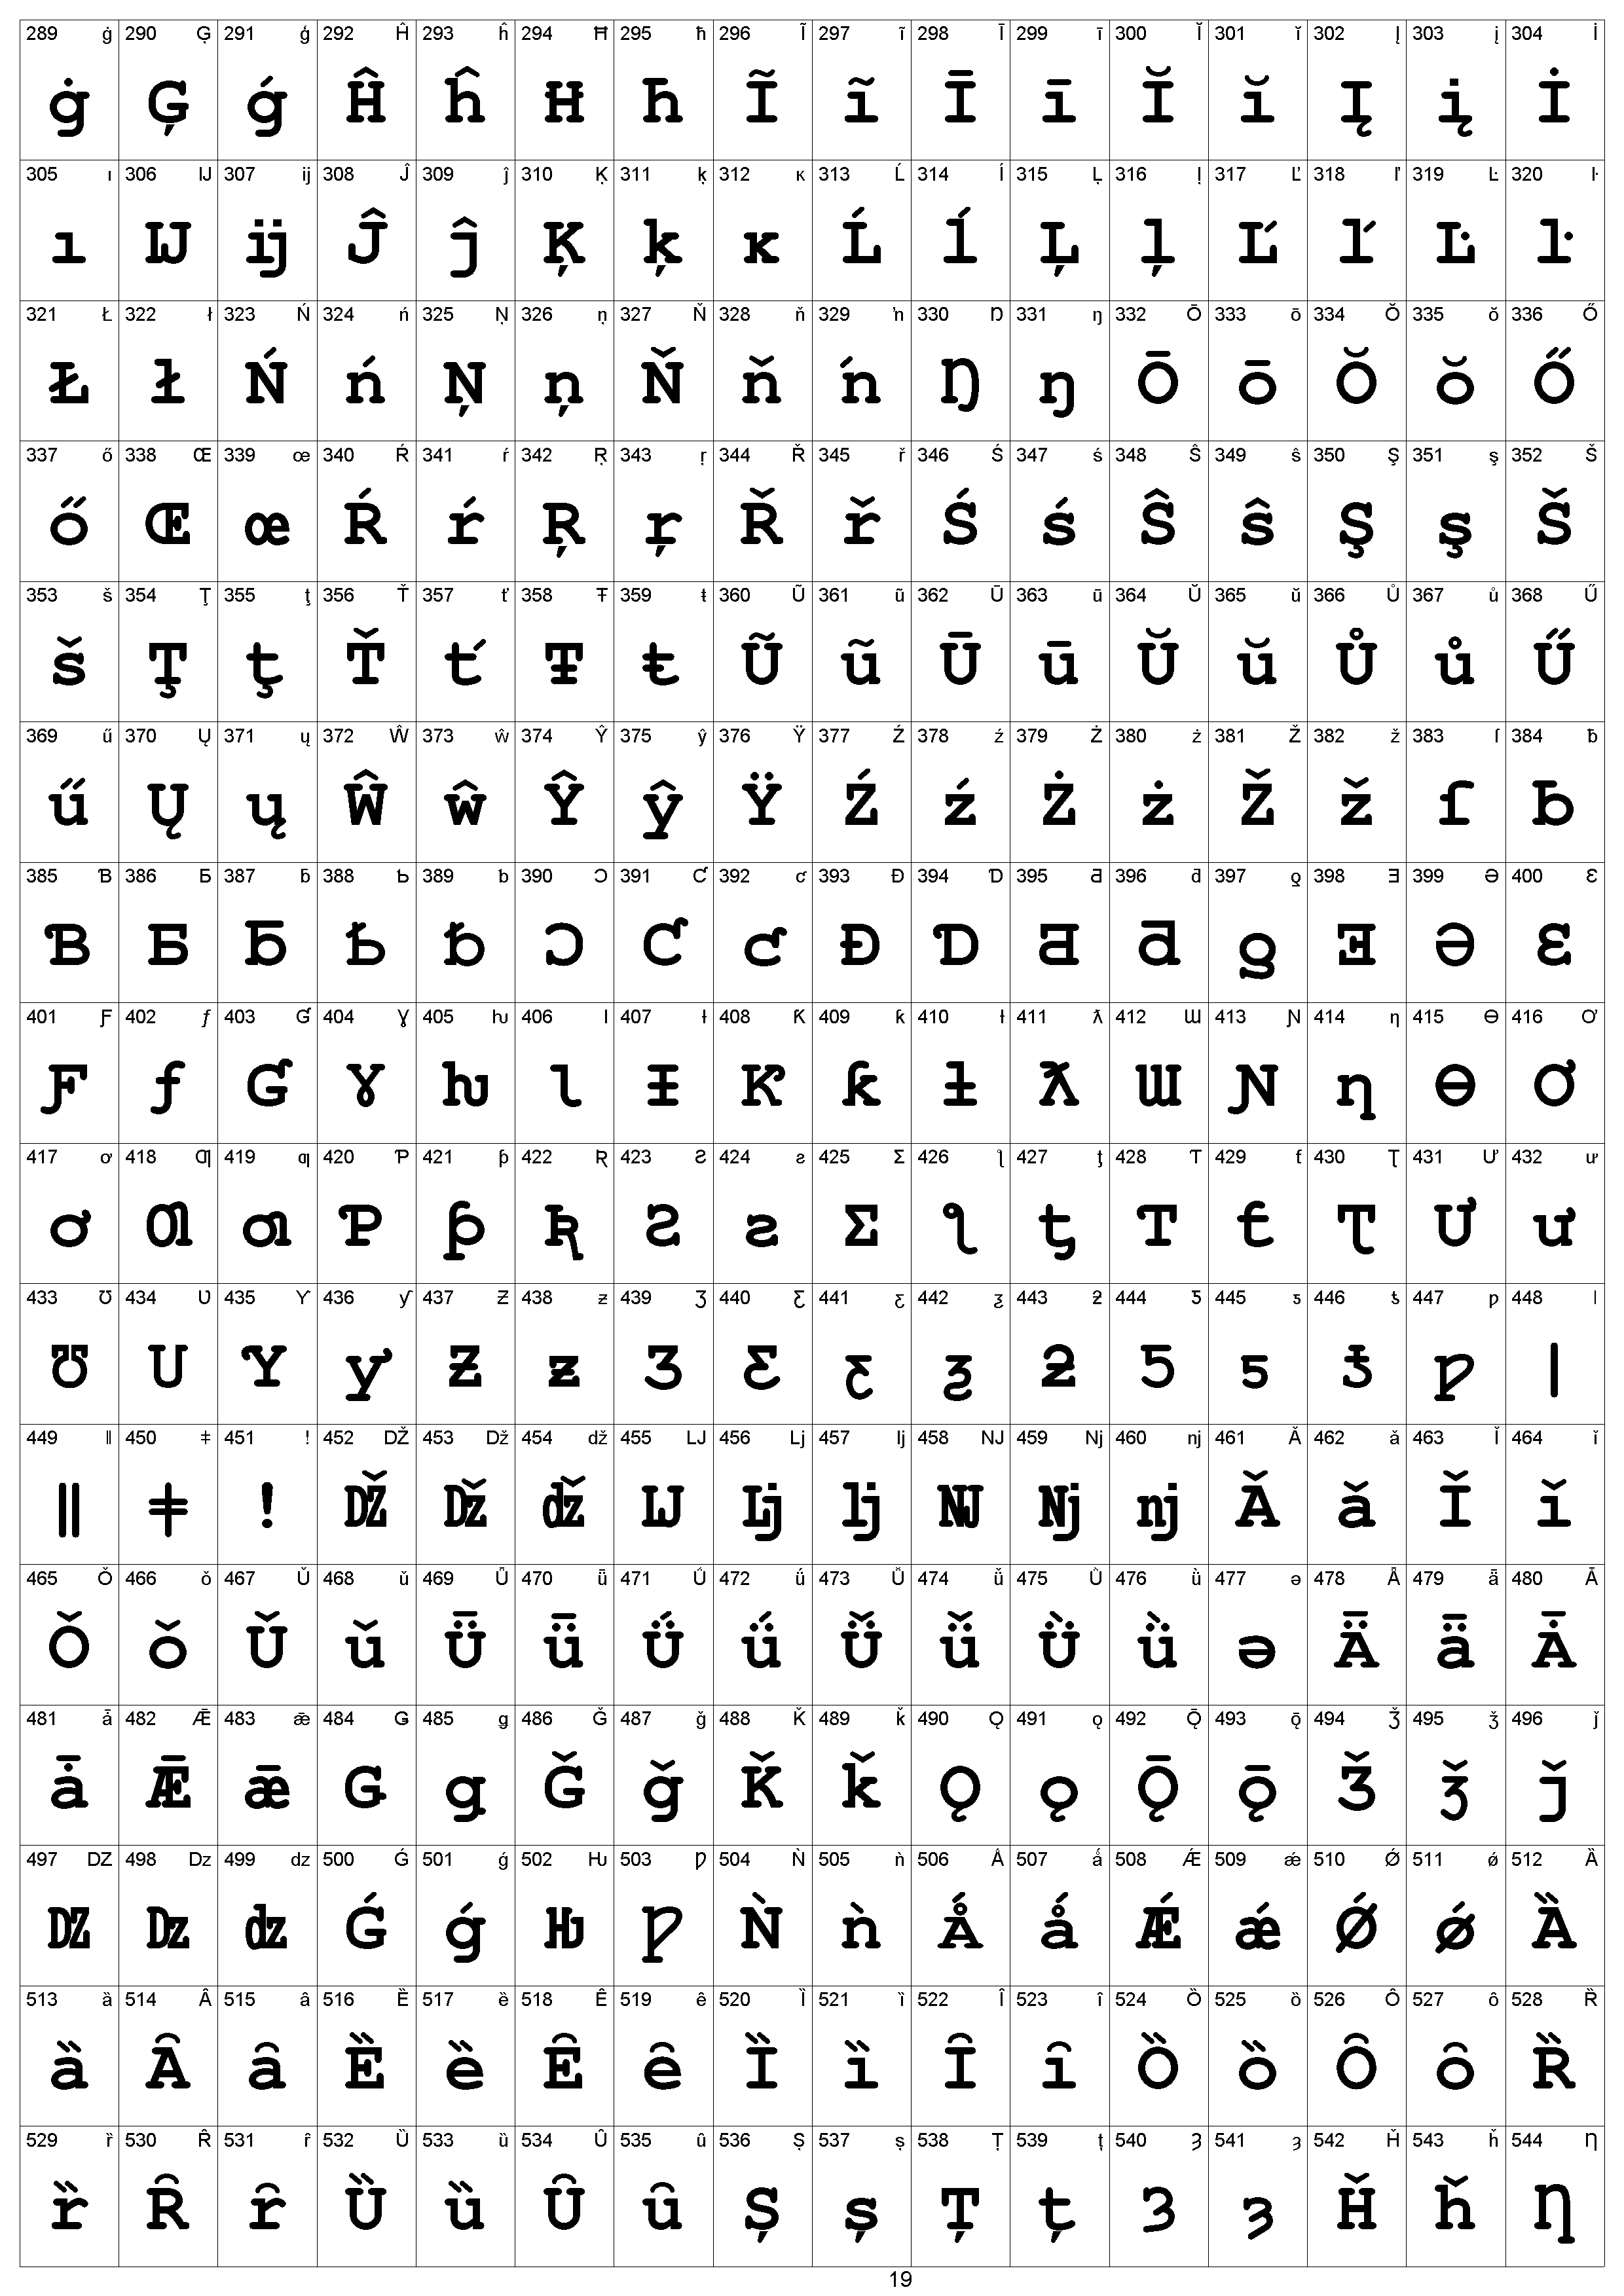 289 ġ 290 Ģ 291 ģ 292 Ĥ 293 ĥ 294 Ħ 295 ħ 296 Ĩ 297 ĩ 298 Ī 299 ī 300 Ĭ 301 ĭ 302 Į 303 į 304 İ
ġ Ģ ģ Ĥ ĥ Ħ ħ Ĩ ĩ Ī ī Ĭ ĭ Į į İ
305 ı 306 Ĳ 307 ĳ 308 Ĵ 309 ĵ 310 Ķ 311 ķ 312 ĸ 313 Ĺ 314 ĺ 315 Ļ 316 ļ 317 Ľ 318 ľ 319 Ŀ 320 ŀ
ı Ĳ ĳ Ĵ ĵ Ķ ķ ĸ Ĺ ĺ Ļ ļ Ľ ľ Ŀ ŀ
321 Ł 322 ł 323 Ń 324 ń 325 Ņ 326 ņ 327 Ň 328 ň 329 ŉ 330 Ŋ 331 ŋ 332 Ō 333 ō 334 Ŏ 335 ŏ 336 Ő
Ł ł Ń ń Ņ ņ Ň ň ŉ Ŋ ŋ Ō ō Ŏ ŏ Ő
337 ő 338 Œ 339 œ 340 Ŕ 341 ŕ 342 Ŗ 343 ŗ 344 Ř 345 ř 346 Ś 347 ś 348 Ŝ 349 ŝ 350 Ş 351 ş 352 Š
ő Œ œ Ŕ ŕ Ŗ ŗ Ř ř Ś ś Ŝ ŝ Ş ş Š
353 š 354 Ţ 355 ţ 356 Ť 357 ť 358 Ŧ 359 ŧ 360 Ũ 361 ũ 362 Ū 363 ū 364 Ŭ 365 ŭ 366 Ů 367 ů 368 Ű
š Ţ ţ Ť ť Ŧ ŧ Ũ ũ Ū ū Ŭ ŭ Ů ů Ű
369 ű 370 Ų 371 ų 372 Ŵ 373 ŵ 374 Ŷ 375 ŷ 376 Ÿ 377 Ź 378 ź 379 Ż 380 ż 381 Ž 382 ž 383 ſ 384 ƀ
ű Ų ų Ŵ ŵ Ŷ ŷ Ÿ Ź ź Ż ż Ž ž ſ ƀ
385 Ɓ 386 Ƃ 387 ƃ 388 Ƅ 389 ƅ 390 Ɔ 391 Ƈ 392 ƈ 393 Ɖ 394 Ɗ 395 Ƌ 396 ƌ 397 ƍ 398 Ǝ 399 Ə 400 Ɛ
Ɓ Ƃ ƃ Ƅ ƅ Ɔ Ƈ ƈ Ɖ Ɗ Ƌ ƌ ƍ Ǝ Ə Ɛ
401 Ƒ 402 ƒ 403 Ɠ 404 Ɣ 405 ƕ 406 Ɩ 407 Ɨ 408 Ƙ 409 ƙ 410 ƚ 411 ƛ 412 Ɯ 413 Ɲ 414 ƞ 415 Ɵ 416 Ơ
Ƒ ƒ Ɠ Ɣ ƕ Ɩ Ɨ Ƙ ƙ ƚ ƛ Ɯ Ɲ ƞ Ɵ Ơ
417 ơ 418 Ƣ 419 ƣ 420 Ƥ 421 ƥ 422 Ʀ 423 Ƨ 424 ƨ 425 Ʃ 426 ƪ 427 ƫ 428 Ƭ 429 ƭ 430 Ʈ 431 Ư 432 ư
ơ Ƣ ƣ Ƥ ƥ Ʀ Ƨ ƨ Ʃ ƪ ƫ Ƭ ƭ Ʈ Ư ư
433 Ʊ 434 Ʋ 435 Ƴ 436 ƴ 437 Ƶ 438 ƶ 439 Ʒ 440 Ƹ 441 ƹ 442 ƺ 443 ƻ 444 Ƽ 445 ƽ 446 ƾ 447 ƿ 448 ǀ
Ʊ Ʋ Ƴ ƴ Ƶ ƶ Ʒ Ƹ ƹ ƺ ƻ Ƽ ƽ ƾ ƿ ǀ
449 ǁ 450 ǂ 451 ǃ 452 Ǆ 453 ǅ 454 ǆ 455 Ǉ 456 ǈ 457 ǉ 458 Ǌ 459 ǋ 460 ǌ 461 Ǎ 462 ǎ 463 Ǐ 464 ǐ
ǁ ǂ ǃ Ǆ ǅ ǆ Ǉ ǈ ǉ Ǌ ǋ ǌ Ǎ ǎ Ǐ ǐ
465 Ǒ 466 ǒ 467 Ǔ 468 ǔ 469 Ǖ 470 ǖ 471 Ǘ 472 ǘ 473 Ǚ 474 ǚ 475 Ǜ 476 ǜ 477 ǝ 478 Ǟ 479 ǟ 480 Ǡ
Ǒ ǒ Ǔ ǔ Ǖ ǖ Ǘ ǘ Ǚ ǚ Ǜ ǜ ǝ Ǟ ǟ Ǡ
481 ǡ 482 Ǣ 483 ǣ 484 Ǥ 485 ǥ 486 Ǧ 487 ǧ 488 Ǩ 489 ǩ 490 Ǫ 491 ǫ 492 Ǭ 493 ǭ 494 Ǯ 495 ǯ 496 ǰ
ǡ Ǣ ǣ Ǥ ǥ Ǧ ǧ Ǩ ǩ Ǫ ǫ Ǭ ǭ Ǯ ǯ ǰ
497 Ǳ 498 ǲ 499 ǳ 500 Ǵ 501 ǵ 502 Ƕ 503 Ƿ 504 Ǹ 505 ǹ 506 Ǻ 507 ǻ 508 Ǽ 509 ǽ 510 Ǿ 511 ǿ 512 Ȁ
Ǳ ǲ ǳ Ǵ ǵ Ƕ Ƿ Ǹ ǹ Ǻ ǻ Ǽ ǽ Ǿ ǿ Ȁ
513 ȁ 514 Ȃ 515 ȃ 516 Ȅ 517 ȅ 518 Ȇ 519 ȇ 520 Ȉ 521 ȉ 522 Ȋ 523 ȋ 524 Ȍ 525 ȍ 526 Ȏ 527 ȏ 528 Ȑ
ȁ Ȃ ȃ Ȅ ȅ Ȇ ȇ Ȉ ȉ Ȋ ȋ Ȍ ȍ Ȏ ȏ Ȑ
529 ȑ 530 Ȓ 531 ȓ 532 Ȕ 533 ȕ 534 Ȗ 535 ȗ 536 Ș 537 ș 538 Ț 539 ț 540 Ȝ 541 ȝ 542 Ȟ 543 ȟ 544 Ƞ
ȑ Ȓ ȓ Ȕ ȕ Ȗ ȗ Ș ș Ț ț Ȝ ȝ Ȟ ȟ Ƞ
19